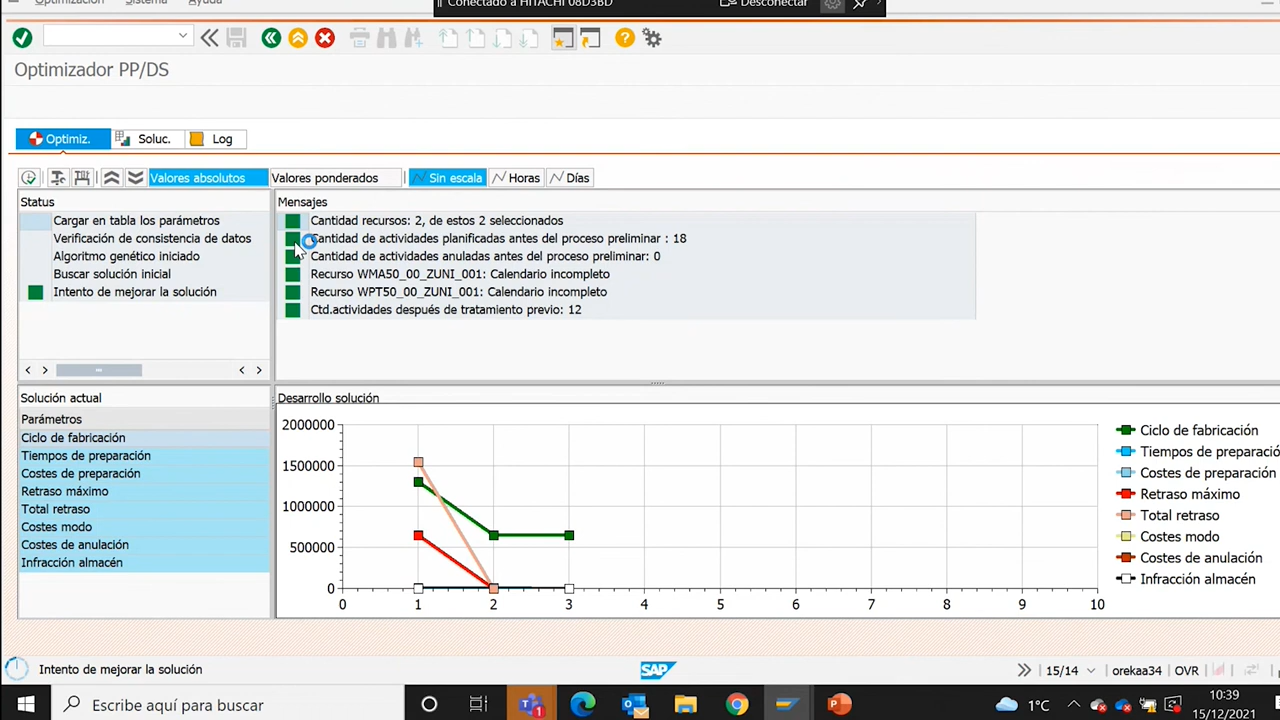 Optimización Sistema Ayuda
Conectado a HITACHI 08D3BD Desconectar
Optimizador PP/DS
Optimiz. Soluc. Log
Valores absolutos Valores ponderados Sin escala Horas Días
Status
Cargar en tabla los parámetros
Verificación de consistencia de datos
Algoritmo genético iniciado
Buscar solución inicial
Intento de mejorar la solución
Mensajes
Cantidad recursos: 2, de estos 2 seleccionados
Cantidad de actividades planificadas antes del proceso preliminar : 18
Cantidad de actividades anuladas antes del proceso preliminar: 0
Recurso WMA50_00_ZUNI_001: Calendario incompleto
Recurso WPT50_00_ZUNI_001: Calendario incompleto
Ctd.actividades después de tratamiento previo: 12
Solución actual
Parámetros
Ciclo de fabricación
Tiempos de preparación
Costes de preparación
Retraso máximo
Total retraso
Costes modo
Costes de anulación
Infracción almacén
Desarrollo solución
2000000
1500000
1000000
500000
0
0 1 2 3 4 5 6 7 8 9 10
Ciclo de fabricación
Tiempos de preparació
Costes de preparación
Retraso máximo
Total retraso
Costes modo
Costes de anulación
Infracción almacén
Intento de mejorar la solución
SAP
15/14 orekaa34 OVR
Escribe aquí para buscar
1
1°C
10:39
15/12/2021